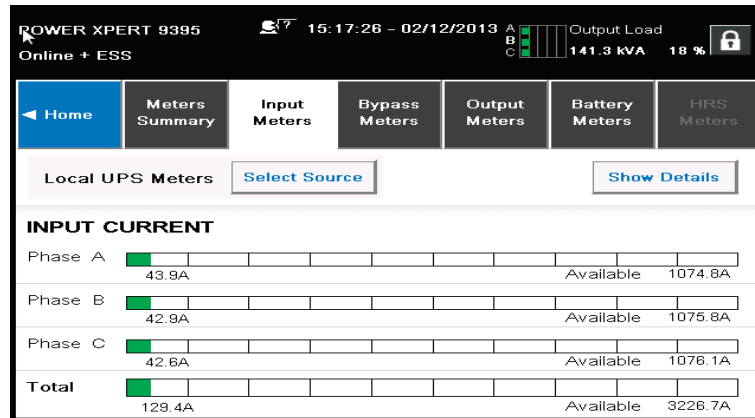 POWER XPERT 9395
15:17:26 - 02/12/2013
A
B
C
Output Load
Online + ESS
141.3 kVA 18 %
Home
Meters Summary
Input Meters
Bypass Meters
Output Meters
Battery Meters
HRS Meters
Local UPS Meters
Select Source
Show Details
INPUT CURRENT
Phase A
43.9A Available 1074.8A
Phase B
42.9A Available 1075.8A
Phase C
42.6A Available 1076.1A
Total
129.4A Available 3226.7A